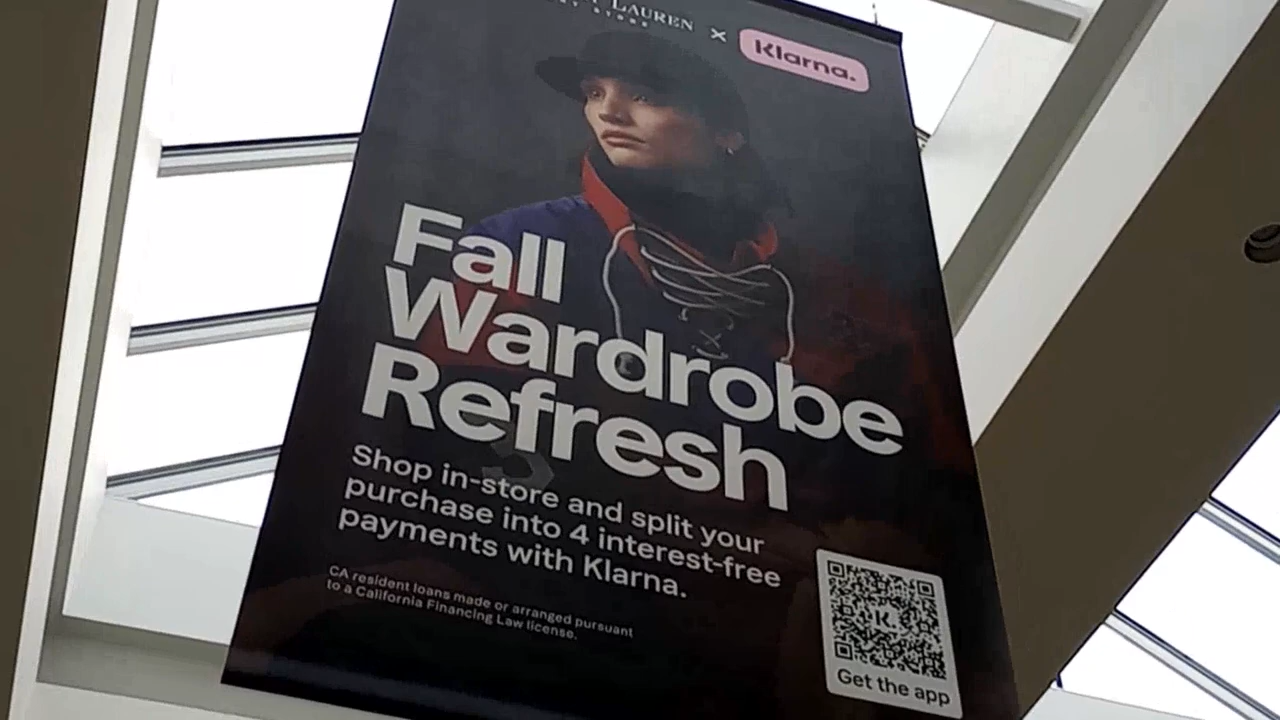 LAUREN × Klarna.
STORE
Fall
Wardrobe
Refresh
Shop in-store and split your
purchase into 4 interest-free
payments with Klarna.
CA resident loans made or arranged pursuant
to a California Financing Law license.
K.
Get the app